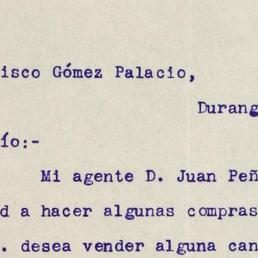 isco Gómez Palacio,
Durang
ío:-
Mi agente D. Juan Peñ
d a hacer algunas compras
. desea vender alguna can